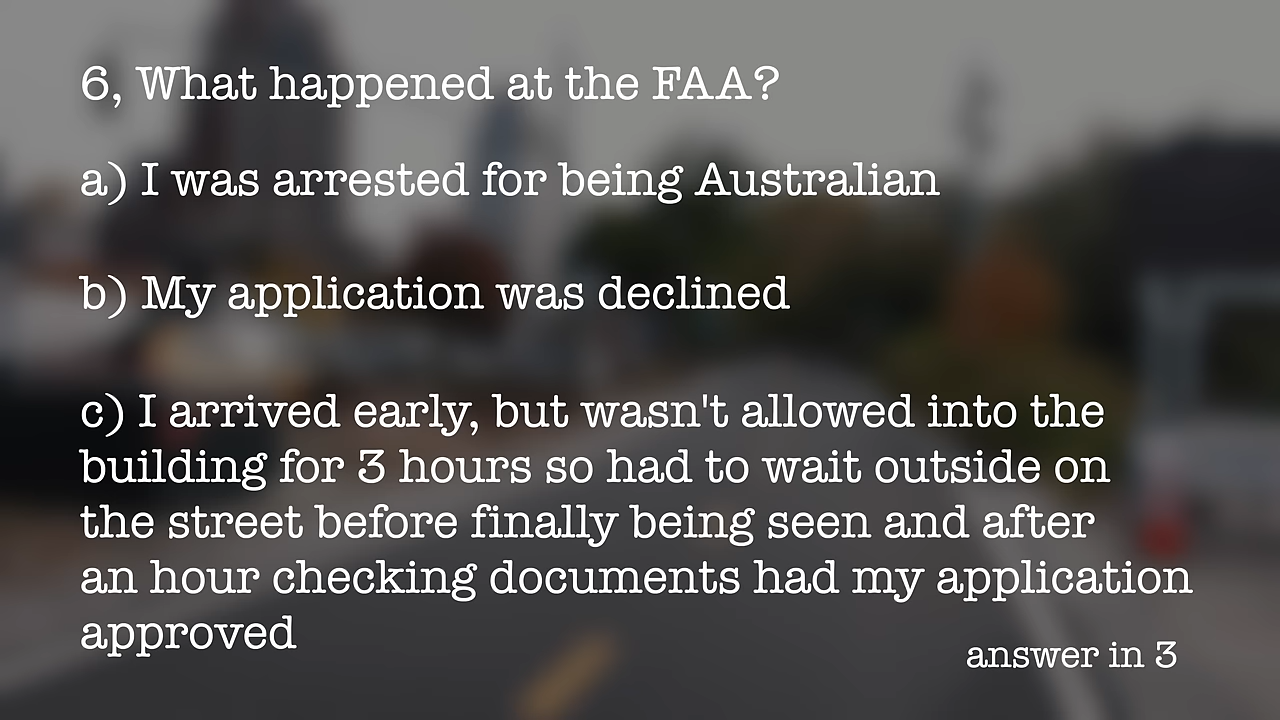 6, What happened at the FAA?
a) I was arrested for being Australian
b) My application was declined
c) I arrived early, but wasn't allowed into the
building for 3 hours so had to wait outside on
the street before finally being seen and after
an hour checking documents had my application
approved
answer in 3